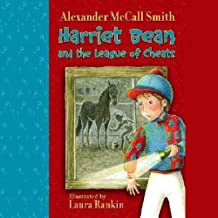 Alexander McCall Smith
Harriet Bean
and the League of Cheats
Illustrated by
Laura Rankin